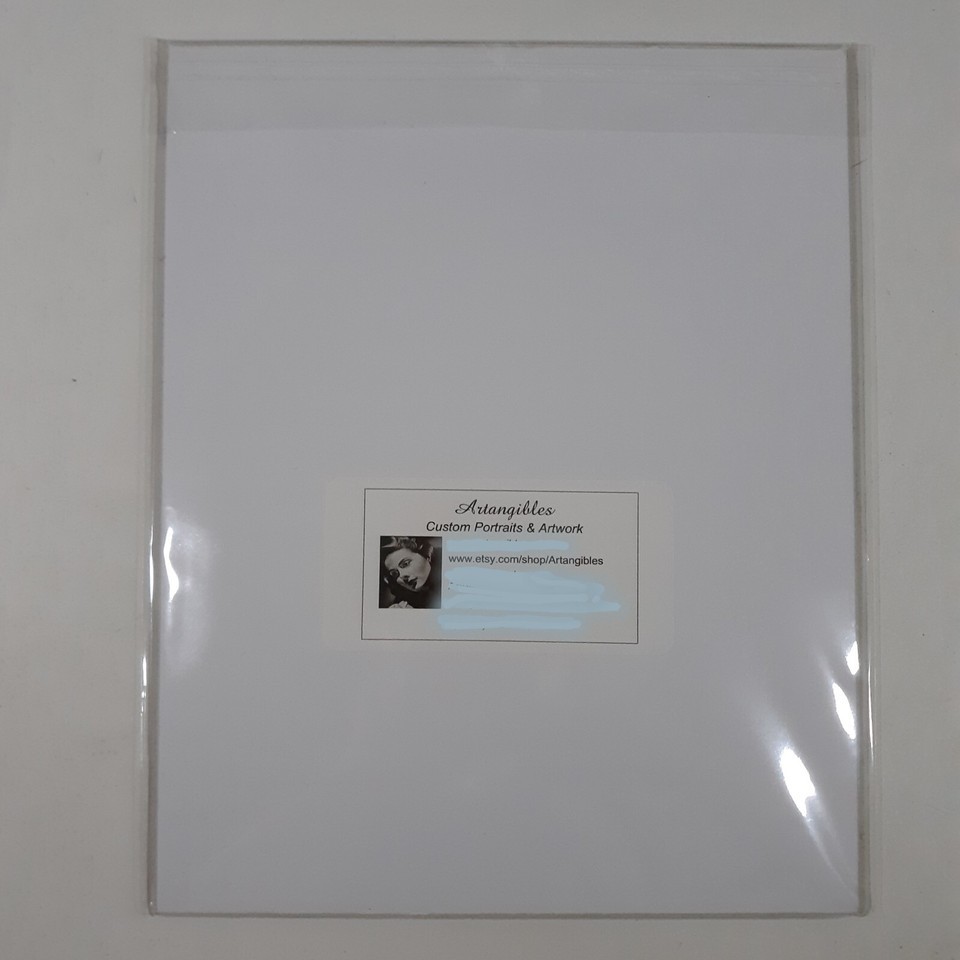 Artangibles
Custom Portraits & Artwork
www.etsy.com/shop/Artangibles